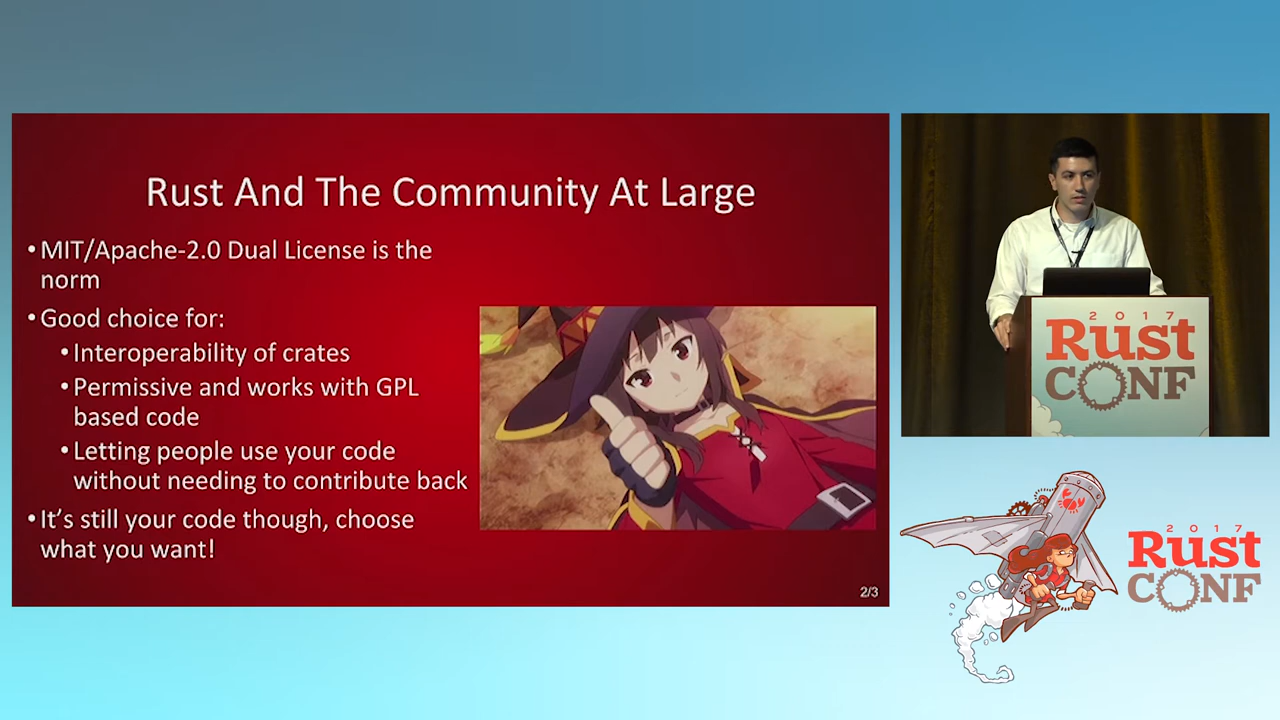 Rust And The Community At Large
•MIT/Apache-2.0 Dual License is the
norm
•Good choice for:
•Interoperability of crates
•Permissive and works with GPL
based code
•Letting people use your code
without needing to contribute back
•It's still your code though, choose
what you want!
2/3
2017
Rust
CONF
2017
Rust
CONF